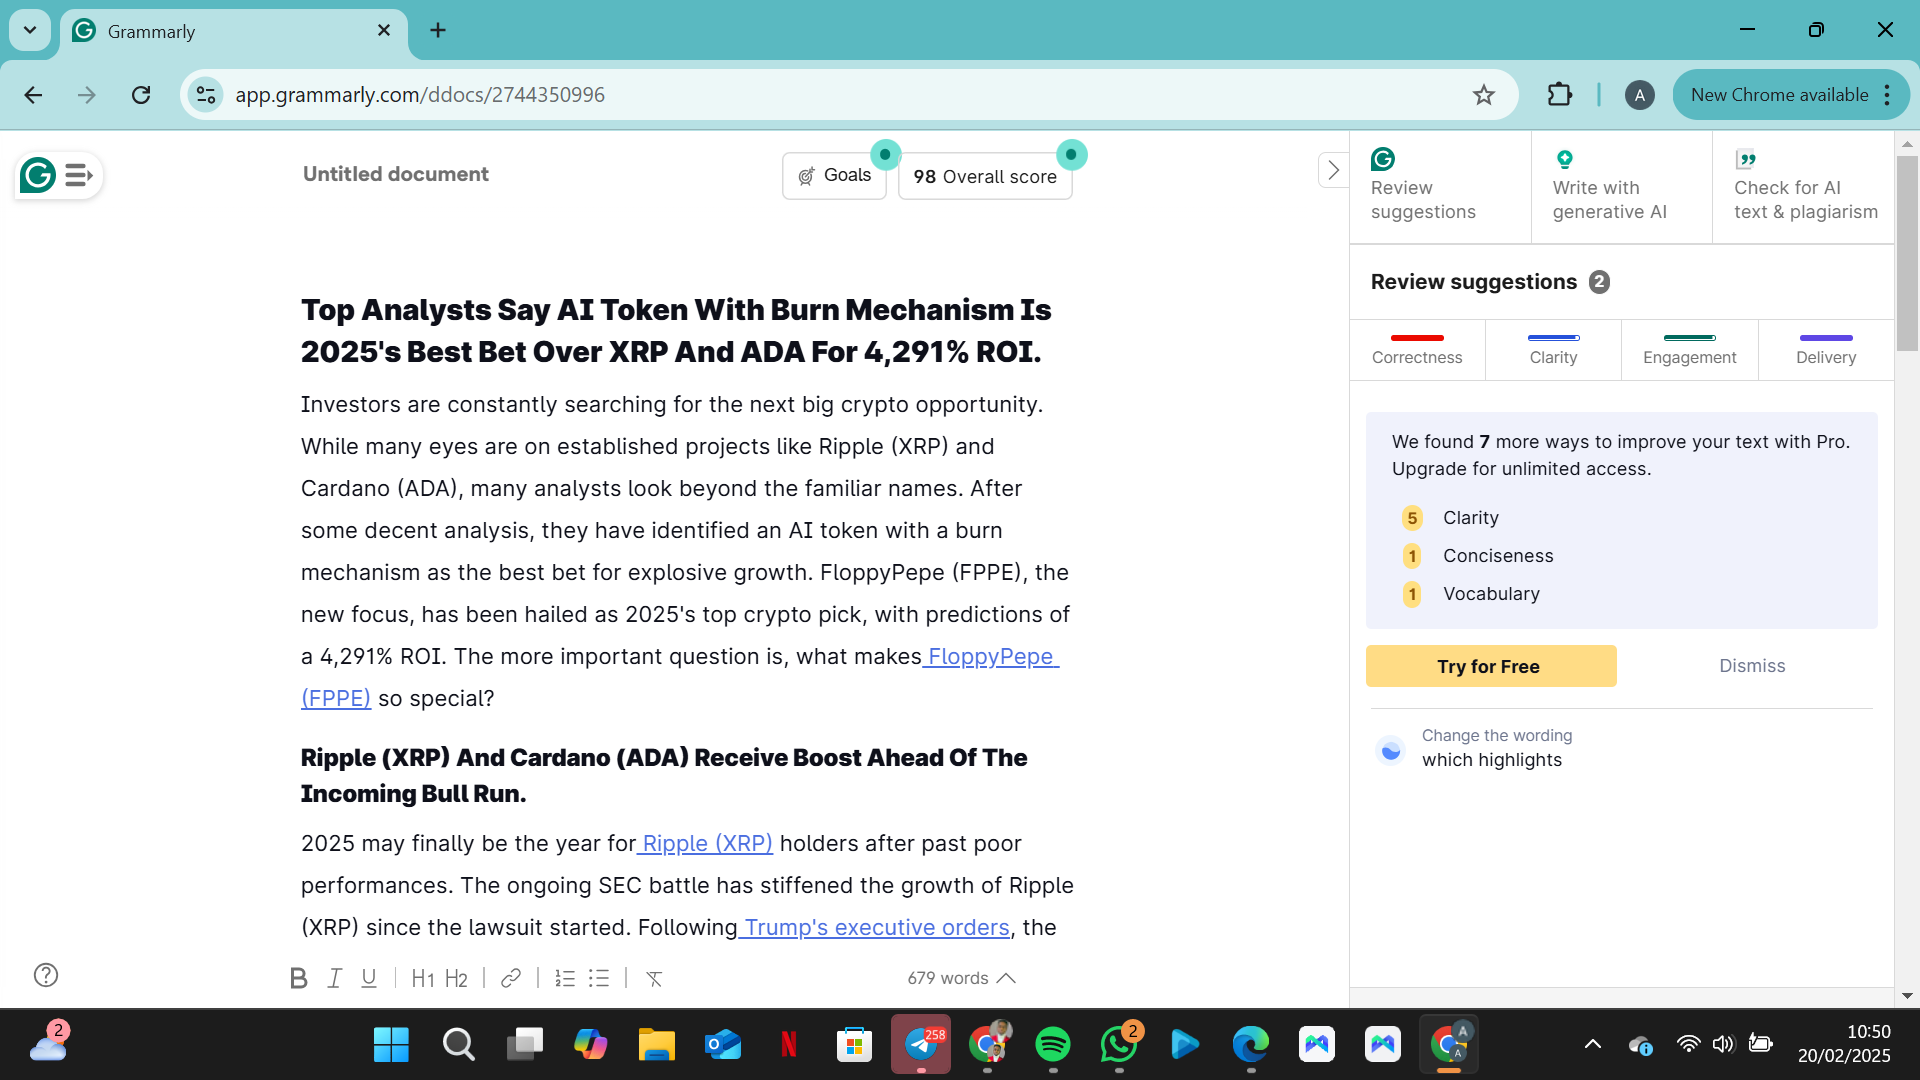 Grammarly
app.grammarly.com/ddocs/2744350996
A
New Chrome available
Untitled document
Goals
98 Overall score
Review suggestions
Write with generative AI
Check for AI text & plagiarism
Top Analysts Say AI Token With Burn Mechanism Is
2025's Best Bet Over XRP And ADA For 4,291% ROI.
Investors are constantly searching for the next big crypto opportunity.
While many eyes are on established projects like Ripple (XRP) and
Cardano (ADA), many analysts look beyond the familiar names. After
some decent analysis, they have identified an AI token with a burn
mechanism as the best bet for explosive growth. FloppyPepe (FPPE), the
new focus, has been hailed as 2025's top crypto pick, with predictions of
a 4,291% ROI. The more important question is, what makes FloppyPepe
(FPPE) so special?
Ripple (XRP) And Cardano (ADA) Receive Boost Ahead Of The
Incoming Bull Run.
2025 may finally be the year for Ripple (XRP) holders after past poor
performances. The ongoing SEC battle has stiffened the growth of Ripple
(XRP) since the lawsuit started. Following Trump's executive orders, the
B I U H1 H2
679 words
Review suggestions 2
Correctness
Clarity
Engagement
Delivery
We found 7 more ways to improve your text with Pro.
Upgrade for unlimited access.
5 Clarity
1 Conciseness
1 Vocabulary
Try for Free
Dismiss
Change the wording
which highlights
2
258
2
A
A
10:50
20/02/2025